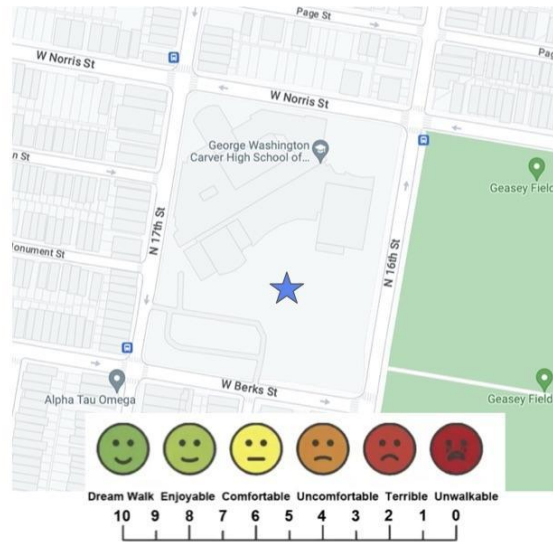 Page St
W Norris St
Pag
W Norris St
George Washington
Carver High School of...
n St
Geasey Field
N 17th St
N 16th St
onument St
W Berks St
Alpha Tau Omega
Geasey Field
Dream Walk Enjoyable Comfortable Uncomfortable Terrible Unwalkable
10 9 8 7 6 5 4 3 2 1 0